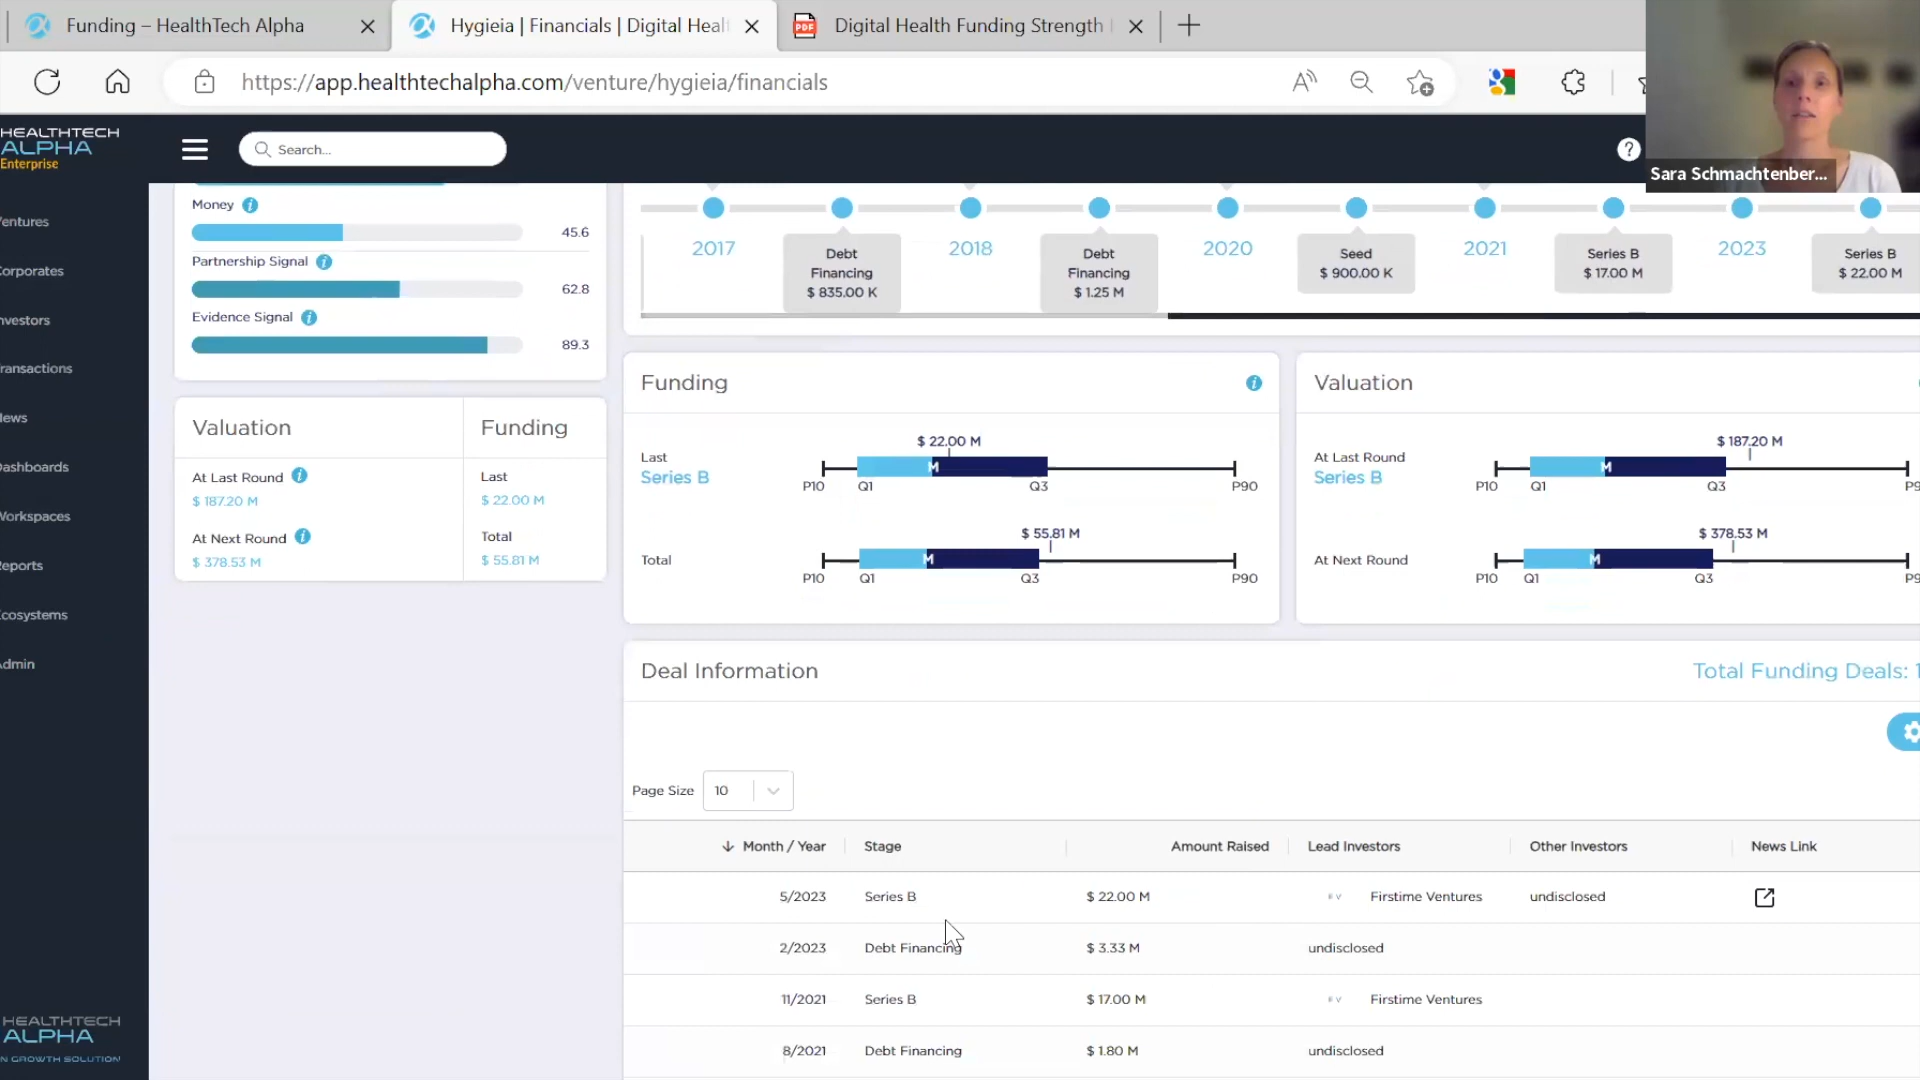 Funding – HealthTech Alpha
Hygieia | Financials | Digital Heal
PDF
Digital Health Funding Strength
https://app.healthtechalpha.com/venture/hygieia/financials
Sara Schmachtenber...
HEALTHTECH
ALPHA
Enterprise
Search...
?
entures
orporates
nvestors
ransactions
ews
ashboards
Workspaces
eports
cosystems
dmin
HEALTHTECH
ALPHA
N GROWTH SOLUTION
Money
45.6
Partnership Signal
62.8
Evidence Signal
89.3
Valuation
Funding
At Last Round
$ 187.20 M
Last
$ 22.00 M
At Next Round
$ 378.53 M
Total
$ 55.81 M
2017
Debt
Financing
$ 835.00 K
2018
Debt
Financing
$ 1.25 M
2020
Seed
$ 900.00 K
2021
Series B
$ 17.00 M
2023
Series B
$ 22.00 M
Funding
Last
Series B
$ 22.00 M
M
P10 Q1 Q3 P90
Total
$ 55.81 M
M
P10 Q1 Q3 P90
Valuation
At Last Round
Series B
$ 187.20 M
M
P10 Q1 Q3 P9
At Next Round
$ 378.53 M
M
P10 Q1 Q3 P9
Deal Information
Total Funding Deals: 1
Page Size 10
Month / Year Stage Amount Raised Lead Investors Other Investors News Link
5/2023 Series B $ 22.00 M Firstime Ventures undisclosed
2/2023 Debt Financing $ 3.33 M undisclosed
11/2021 Series B $ 17.00 M Firstime Ventures
8/2021 Debt Financing $ 1.80 M undisclosed